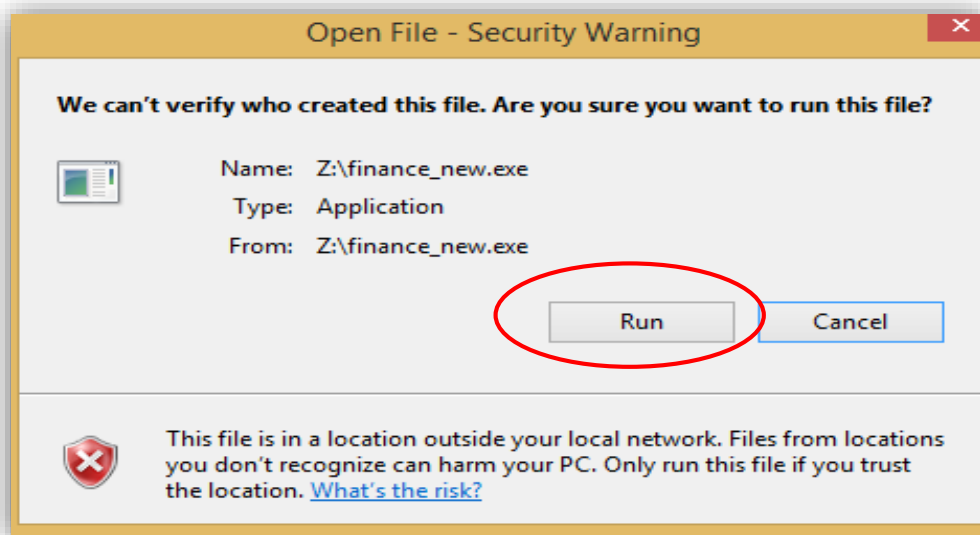 Open File - Security Warning
We can't verify who created this file. Are you sure you want to run this file?
Name: Z:\finance_new.exe
Type: Application
From: Z:\finance_new.exe
Run Cancel
This file is in a location outside your local network. Files from locations
you don't recognize can harm your PC. Only run this file if you trust
the location. What's the risk?